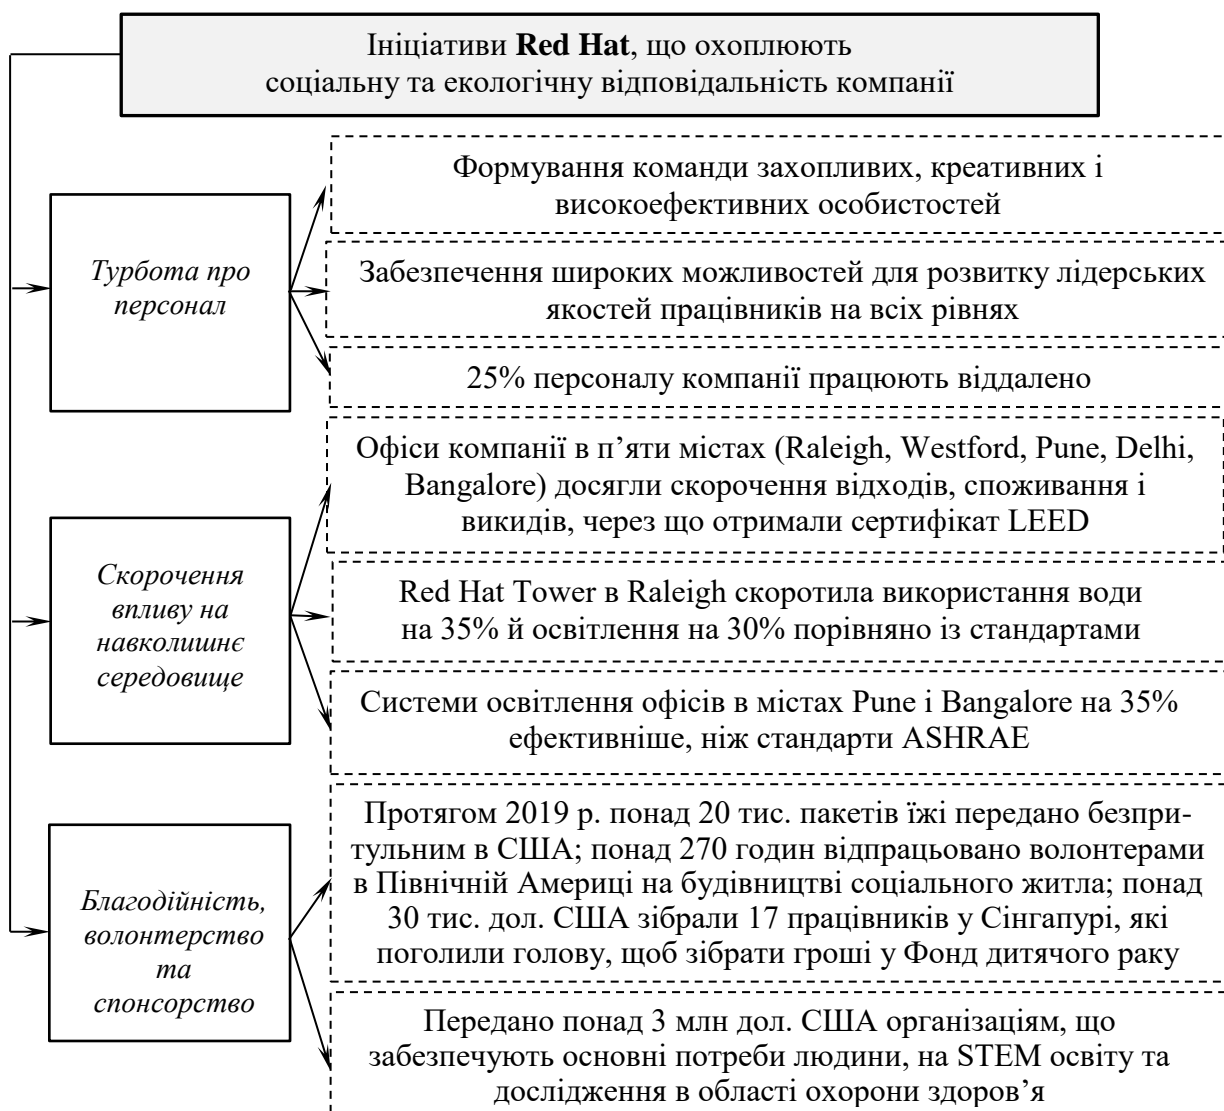 Ініціативи Red Hat, що охоплюють
соціальну та екологічну відповідальність компанії
Турбота про
персонал
Формування команди захопливих, креативних і
високоефективних особистостей
Забезпечення широких можливостей для розвитку лідерських
якостей працівників на всіх рівнях
25% персоналу компанії працюють віддалено
Скорочення
впливу на
навколишнє
середовище
Офіси компанії в п’яти містах (Raleigh, Westford, Pune, Delhi,
Bangalore) досягли скорочення відходів, споживання і
викидів, через що отримали сертифікат LEED
Red Hat Tower в Raleigh скоротила використання води
на 35% й освітлення на 30% порівняно із стандартами
Системи освітлення офісів в містах Pune і Bangalore на 35%
ефективніше, ніж стандарти ASHRAE
Благодійність,
волонтерство
та
спонсорство
Протягом 2019 р. понад 20 тис. пакетів їжі передано безпри-
тульним в США; понад 270 годин відпрацьовано волонтерами
в Північній Америці на будівництві соціального житла; понад
30 тис. дол. США зібрали 17 працівників у Сінгапурі, які
поголили голову, щоб зібрати гроші у Фонд дитячого раку
Передано понад 3 млн дол. США організаціям, що
забезпечують основні потреби людини, на STEM освіту та
дослідження в області охорони здоров’я